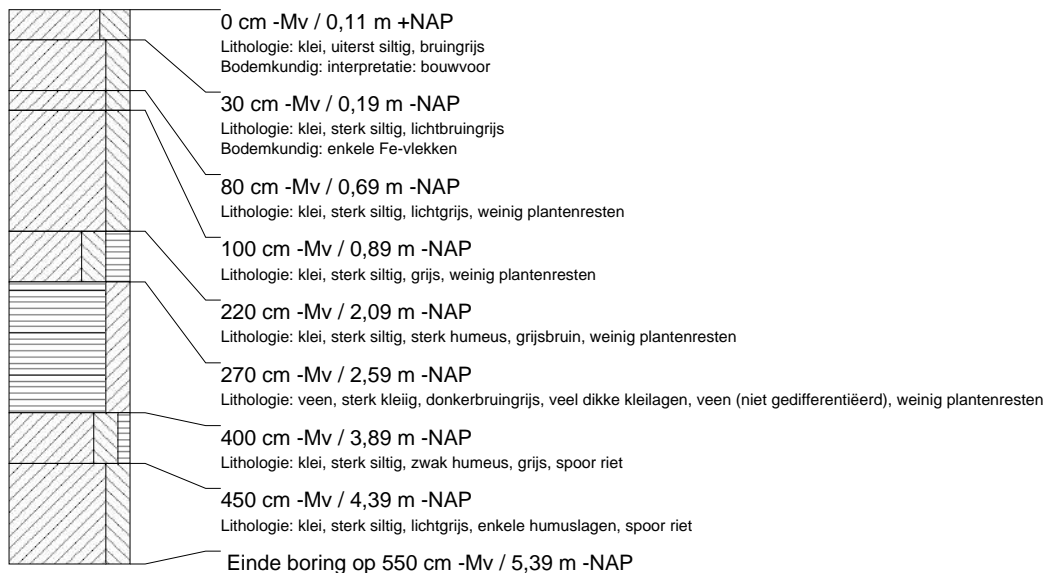 0 cm -Mv / 0,11 m +NAP
Lithologie: klei, uiterst siltig, bruingrijs
Bodemkundig: interpretatie: bouwvoor
30 cm -Mv / 0,19 m -NAP
Lithologie: klei, sterk siltig, lichtbruingrijs
Bodemkundig: enkele Fe-vlekken
80 cm -Mv / 0,69 m -NAP
Lithologie: klei, sterk siltig, lichtgrijs, weinig plantenresten
100 cm -Mv / 0,89 m -NAP
Lithologie: klei, sterk siltig, grijs, weinig plantenresten
220 cm -Mv / 2,09 m -NAP
Lithologie: klei, sterk siltig, sterk humeus, grijsbruin, weinig plantenresten
270 cm -Mv / 2,59 m -NAP
Lithologie: veen, sterk kleiig, donkerbruingrijs, veel dikke kleilagen, veen (niet gedifferentiëerd), weinig plantenresten
400 cm -Mv / 3,89 m -NAP
Lithologie: klei, sterk siltig, zwak humeus, grijs, spoor riet
450 cm -Mv / 4,39 m -NAP
Lithologie: klei, sterk siltig, lichtgrijs, enkele humuslagen, spoor riet
Einde boring op 550 cm -Mv / 5,39 m -NAP